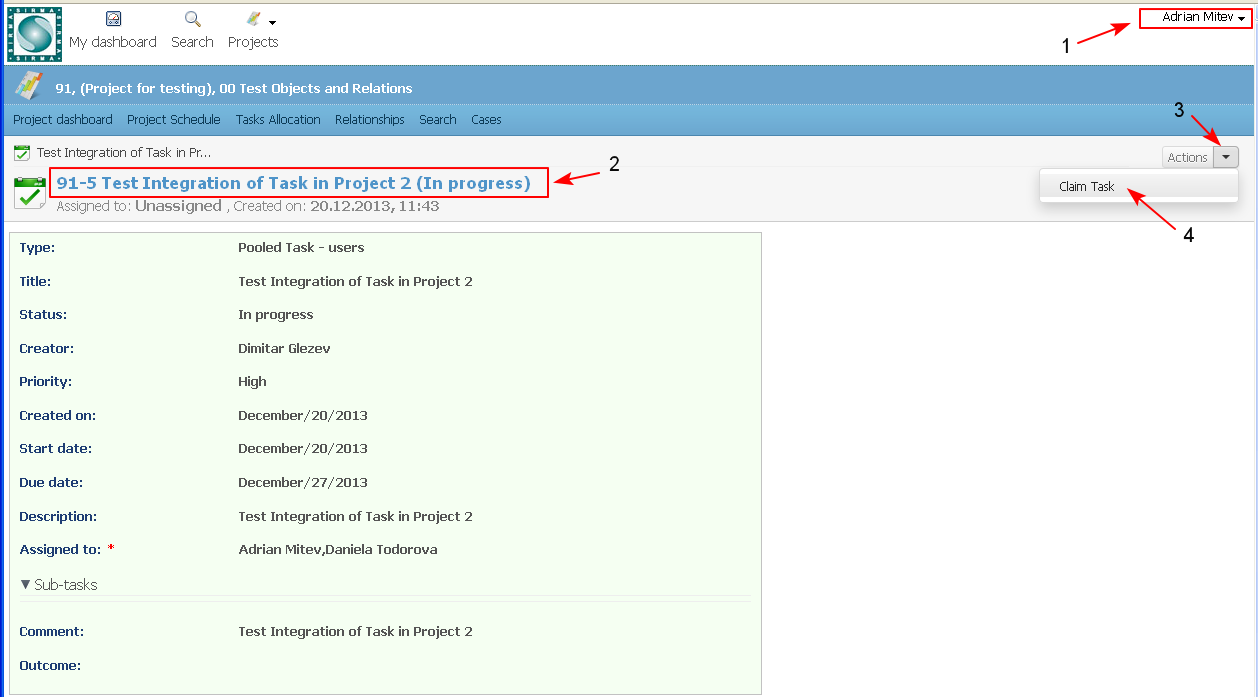 SIRMA
SIRMA
My dashboard Search Projects
Adrian Mitev
1
91, (Project for testing), 00 Test Objects and Relations
3
Project dashboard Project Schedule Tasks Allocation Relationships Search Cases
Test Integration of Task in Pr...
Actions
2
91-5 Test Integration of Task in Project 2 (In progress)
Claim Task
Assigned to: Unassigned , Created on: 20.12.2013, 11:43
4
Type: Pooled Task - users
Title: Test Integration of Task in Project 2
Status: In progress
Creator: Dimitar Glezev
Priority: High
Created on: December/20/2013
Start date: December/20/2013
Due date: December/27/2013
Description: Test Integration of Task in Project 2
Assigned to: * Adrian Mitev,Daniela Todorova
Sub-tasks
Comment: Test Integration of Task in Project 2
Outcome: